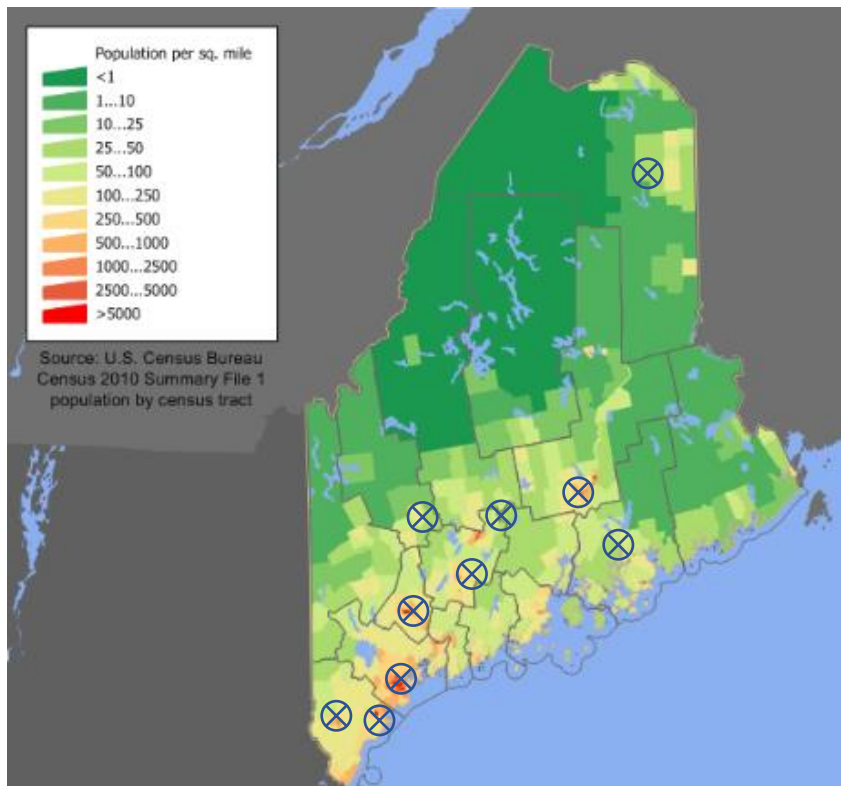 Population per sq. mile
<1
1...10
10...25
25...50
50...100
100...250
250...500
500...1000
1000...2500
2500...5000
>5000
Source: U.S. Census Bureau
Census 2010 Summary File 1
population by census tract